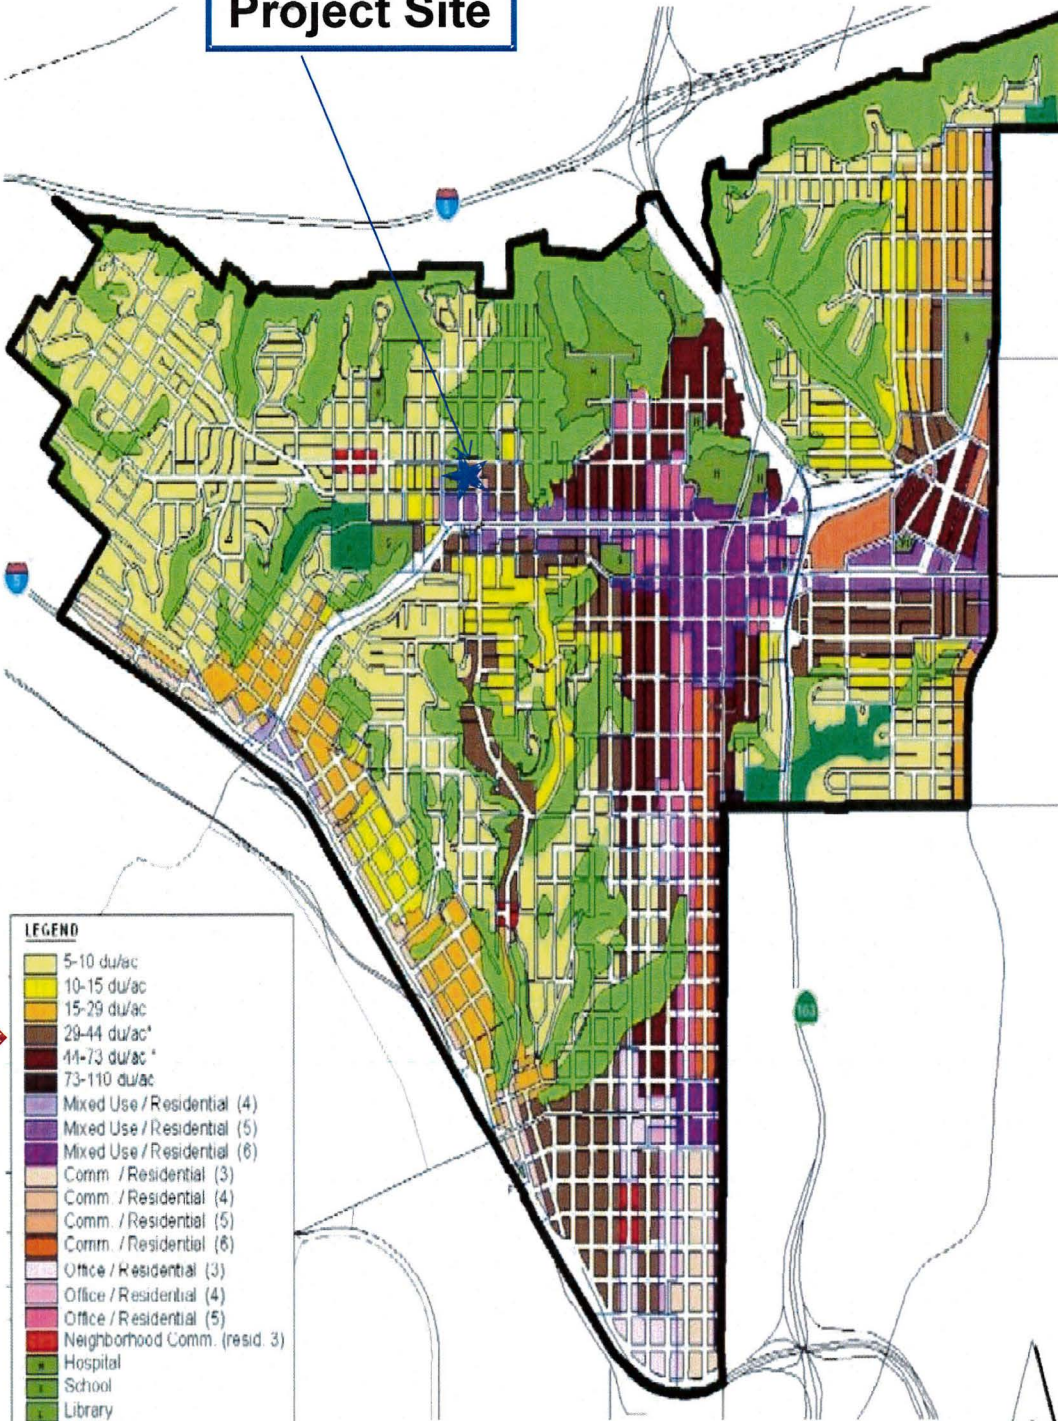 Project Site
5
5
163
LEGEND
5-10 du/ac
10-15 du/ac
15-29 du/ac
29-44 du/ac*
44-73 du/ac *
73-110 du/ac
Mixed Use / Residential (4)
Mixed Use / Residential (5)
Mixed Use / Residential (6)
Comm. / Residential (3)
Comm. / Residential (4)
Comm. / Residential (5)
Comm. / Residential (6)
Office / Residential (3)
Office / Residential (4)
Office / Residential (5)
Neighborhood Comm. (resid. 3)
H Hospital
S School
L Library